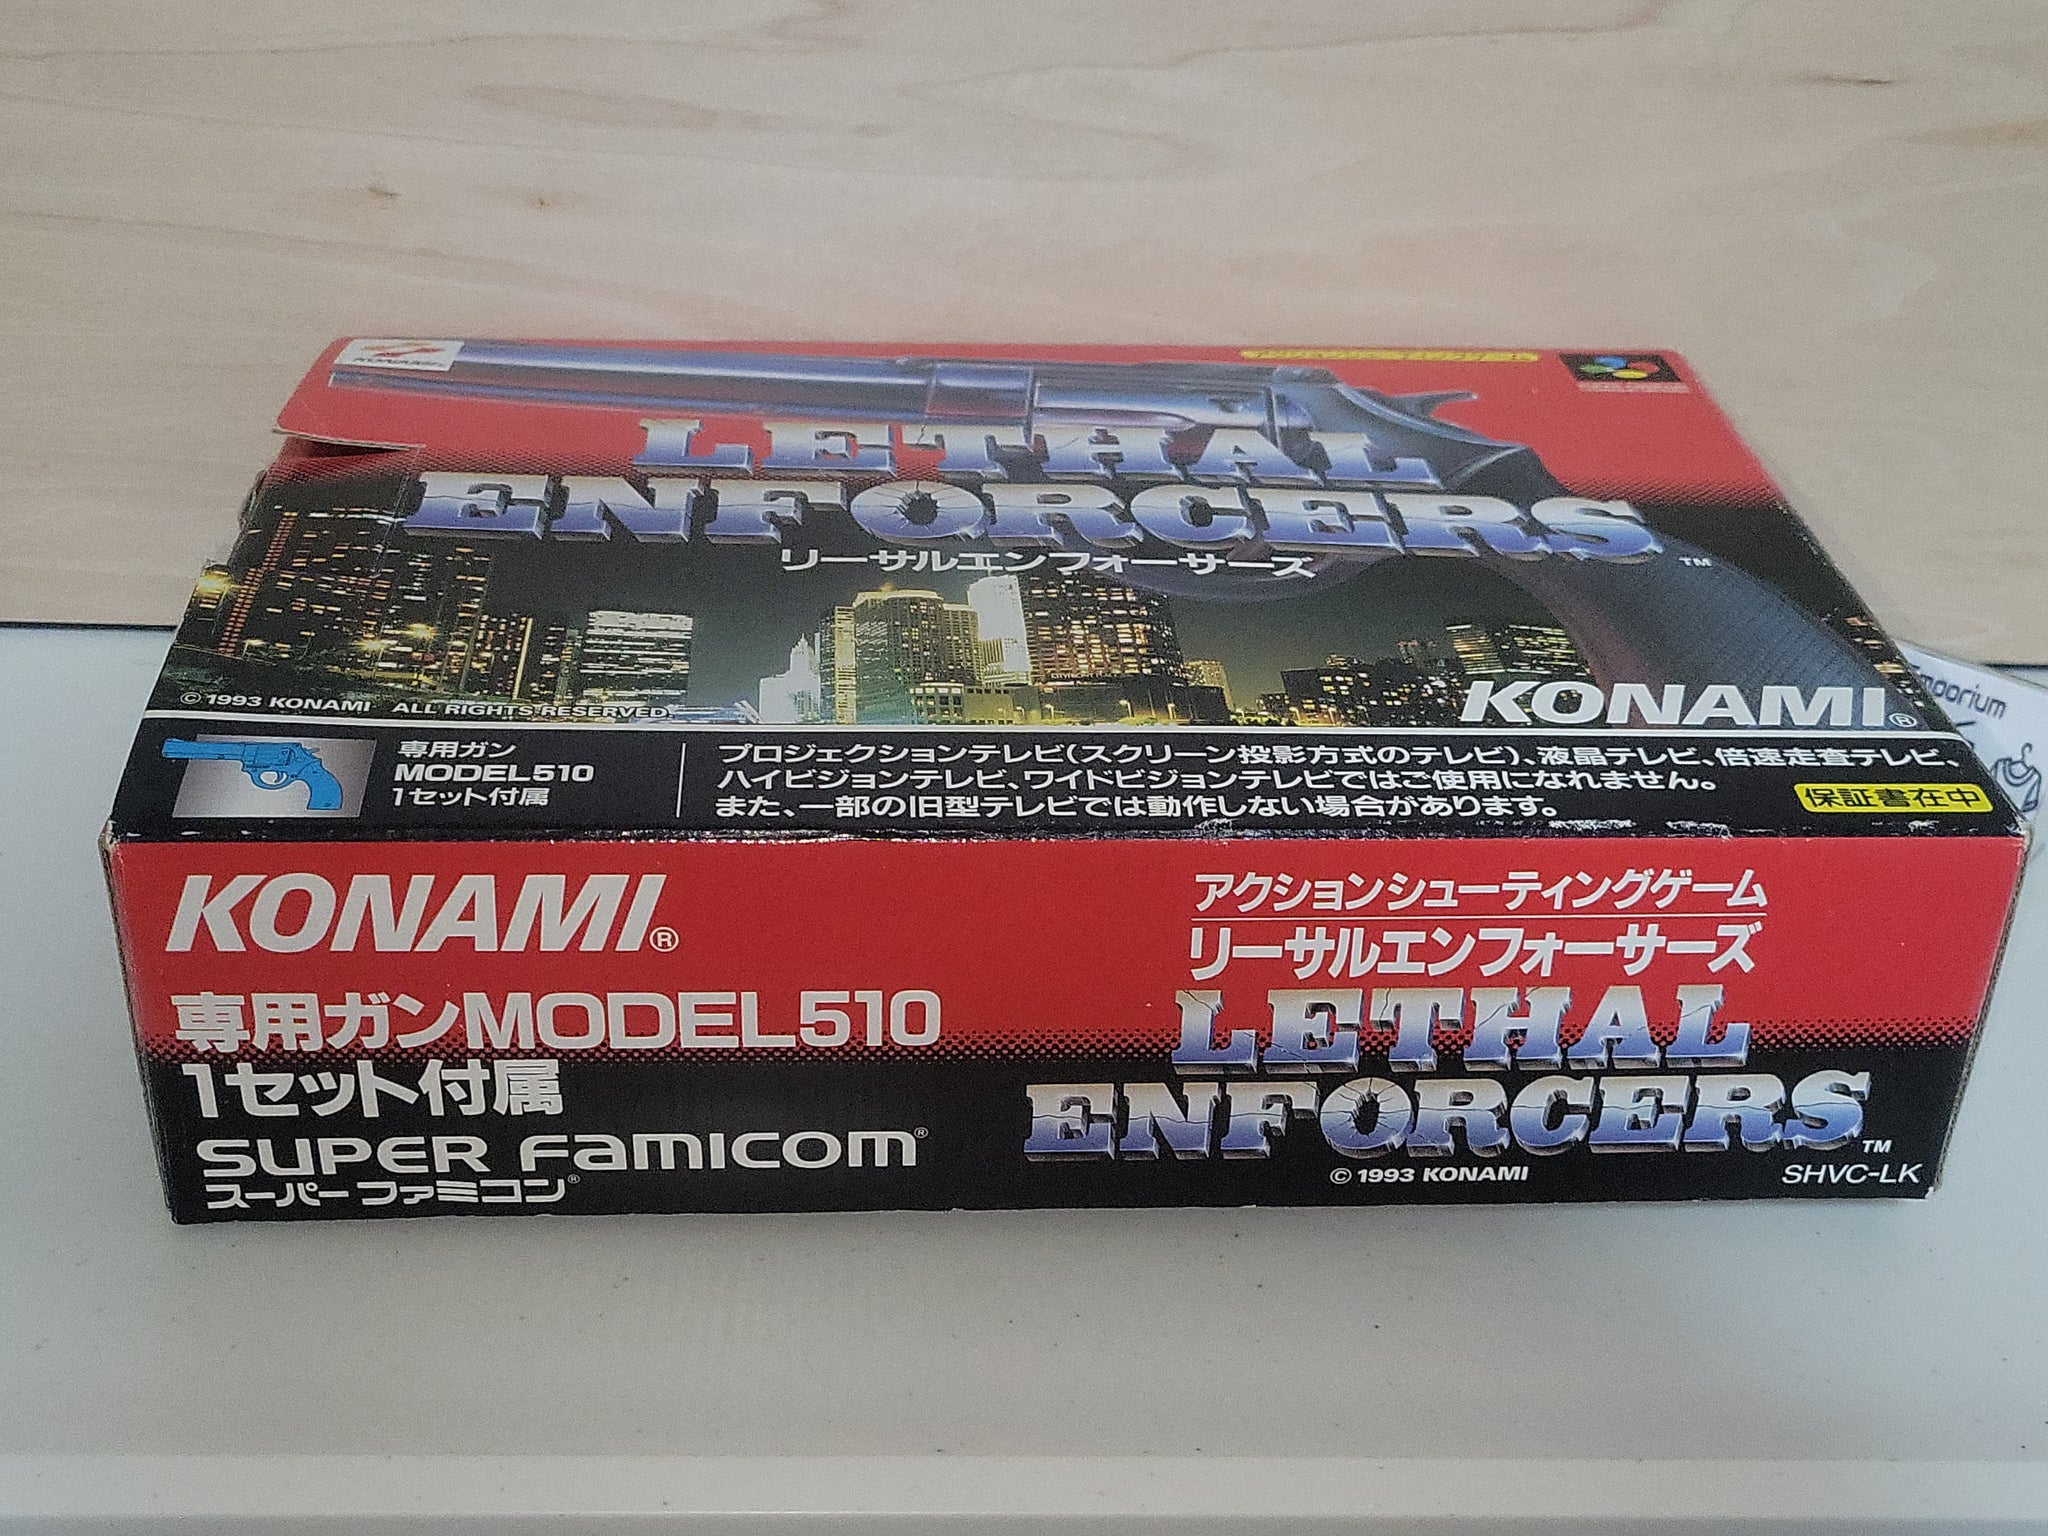 KONAMI
LETHAL
ENFORCERS
リーサルエンフォーサーズ
TM
© 1993 KONAMI ALL RIGHTS RESERVED.
KONAMI®
専用ガン
MODEL510
1セット付属
プロジェクションテレビ(スクリーン投影方式のテレビ)、液晶テレビ、倍速走査テレビ、
ハイビジョンテレビ、ワイドビジョンテレビではご使用になれません。
また、一部の旧型テレビでは動作しない場合があります。
保証書在中
KONAMI®
専用ガンMODEL510
1セット付属
SUPER Famicom®
スーパーファミコン®
アクションシューティングゲーム
リーサルエンフォーサーズ
LETHAL
ENFORCERS
TM
© 1993 KONAMI
SHVC-LK